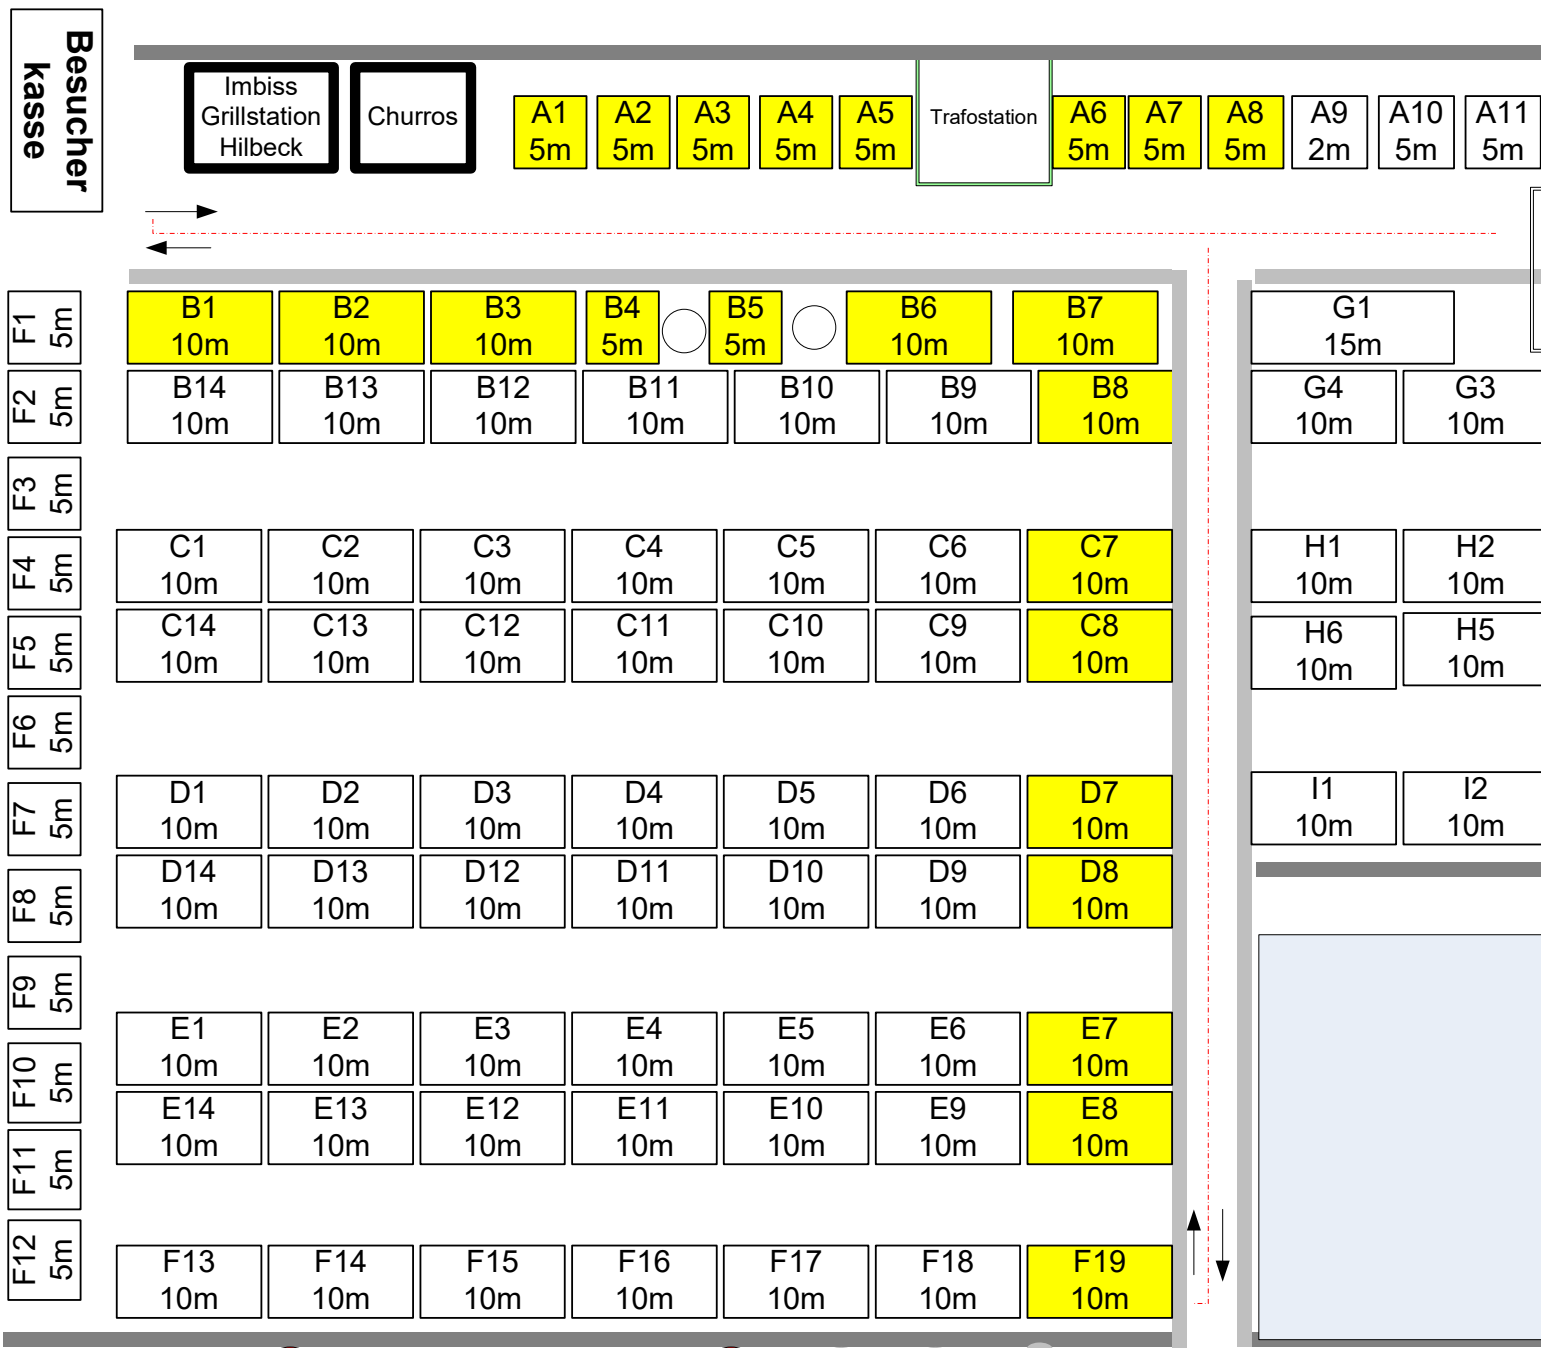 Besucher
kasse
Imbiss
Grillstation
Hilbeck
Churros
A1
5m
A2
5m
A3
5m
A4
5m
A5
5m
Trafostation
A6
5m
A7
5m
A8
5m
A9
2m
A10
5m
A11
5m
F1
5m
B1
10m
B2
10m
B3
10m
B4
5m
B5
5m
B6
10m
B7
10m
G1
15m
F2
5m
B14
10m
B13
10m
B12
10m
B11
10m
B10
10m
B9
10m
B8
10m
G4
10m
G3
10m
F3
5m
F4
5m
C1
10m
C2
10m
C3
10m
C4
10m
C5
10m
C6
10m
C7
10m
H1
10m
H2
10m
F5
5m
C14
10m
C13
10m
C12
10m
C11
10m
C10
10m
C9
10m
C8
10m
H6
10m
H5
10m
F6
5m
F7
5m
D1
10m
D2
10m
D3
10m
D4
10m
D5
10m
D6
10m
D7
10m
I1
10m
I2
10m
F8
5m
D14
10m
D13
10m
D12
10m
D11
10m
D10
10m
D9
10m
D8
10m
F9
5m
E1
10m
E2
10m
E3
10m
E4
10m
E5
10m
E6
10m
E7
10m
F10
5m
E14
10m
E13
10m
E12
10m
E11
10m
E10
10m
E9
10m
E8
10m
F11
5m
F12
5m
F13
10m
F14
10m
F15
10m
F16
10m
F17
10m
F18
10m
F19
10m